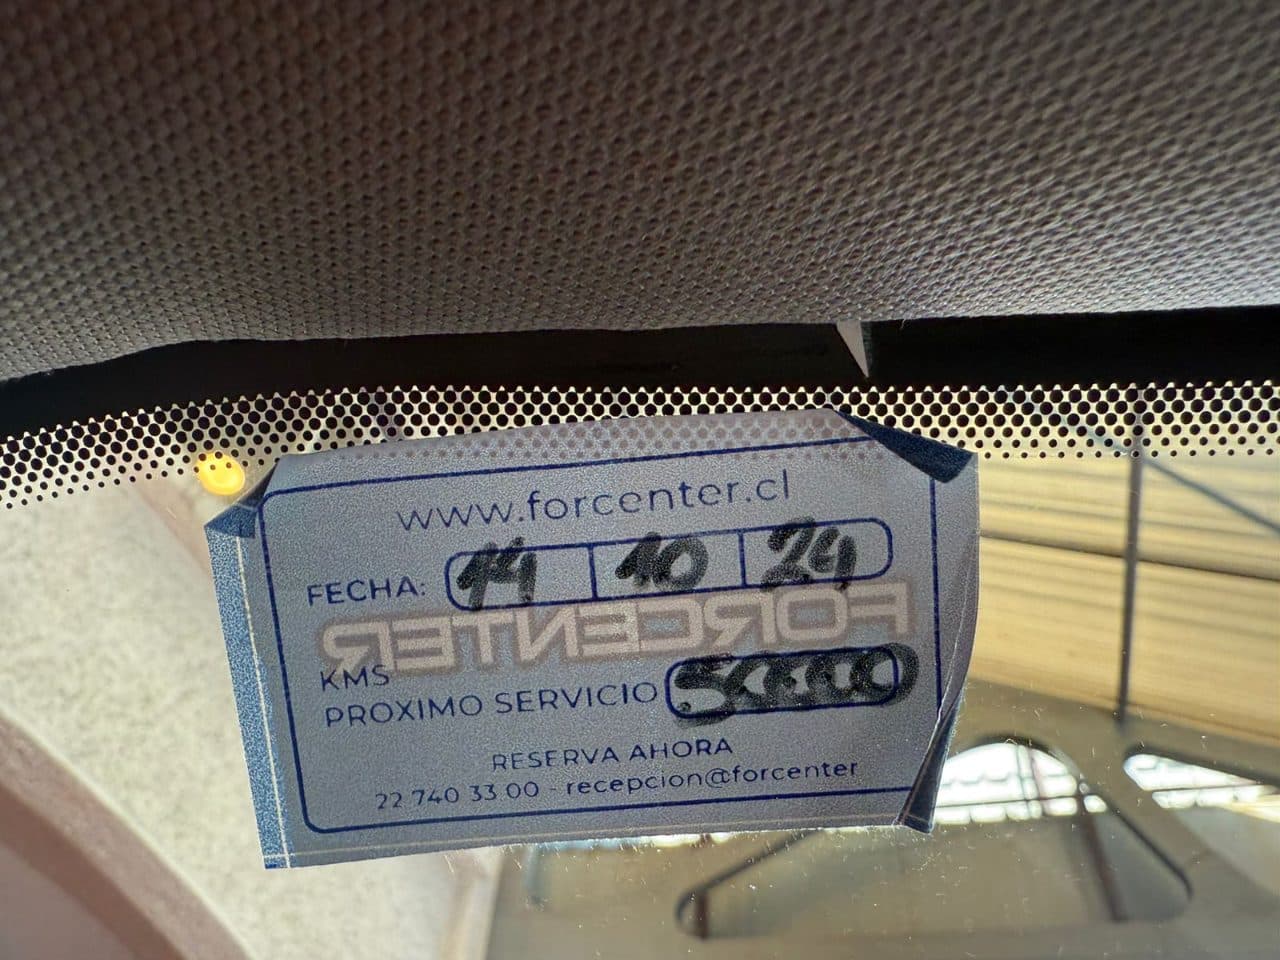 www.forcenter.cl
FECHA: 14 10 24
FORCENTER
KMS
PROXIMO SERVICIO
RESERVA AHORA
22 740 33 00 - recepcion@forcenter